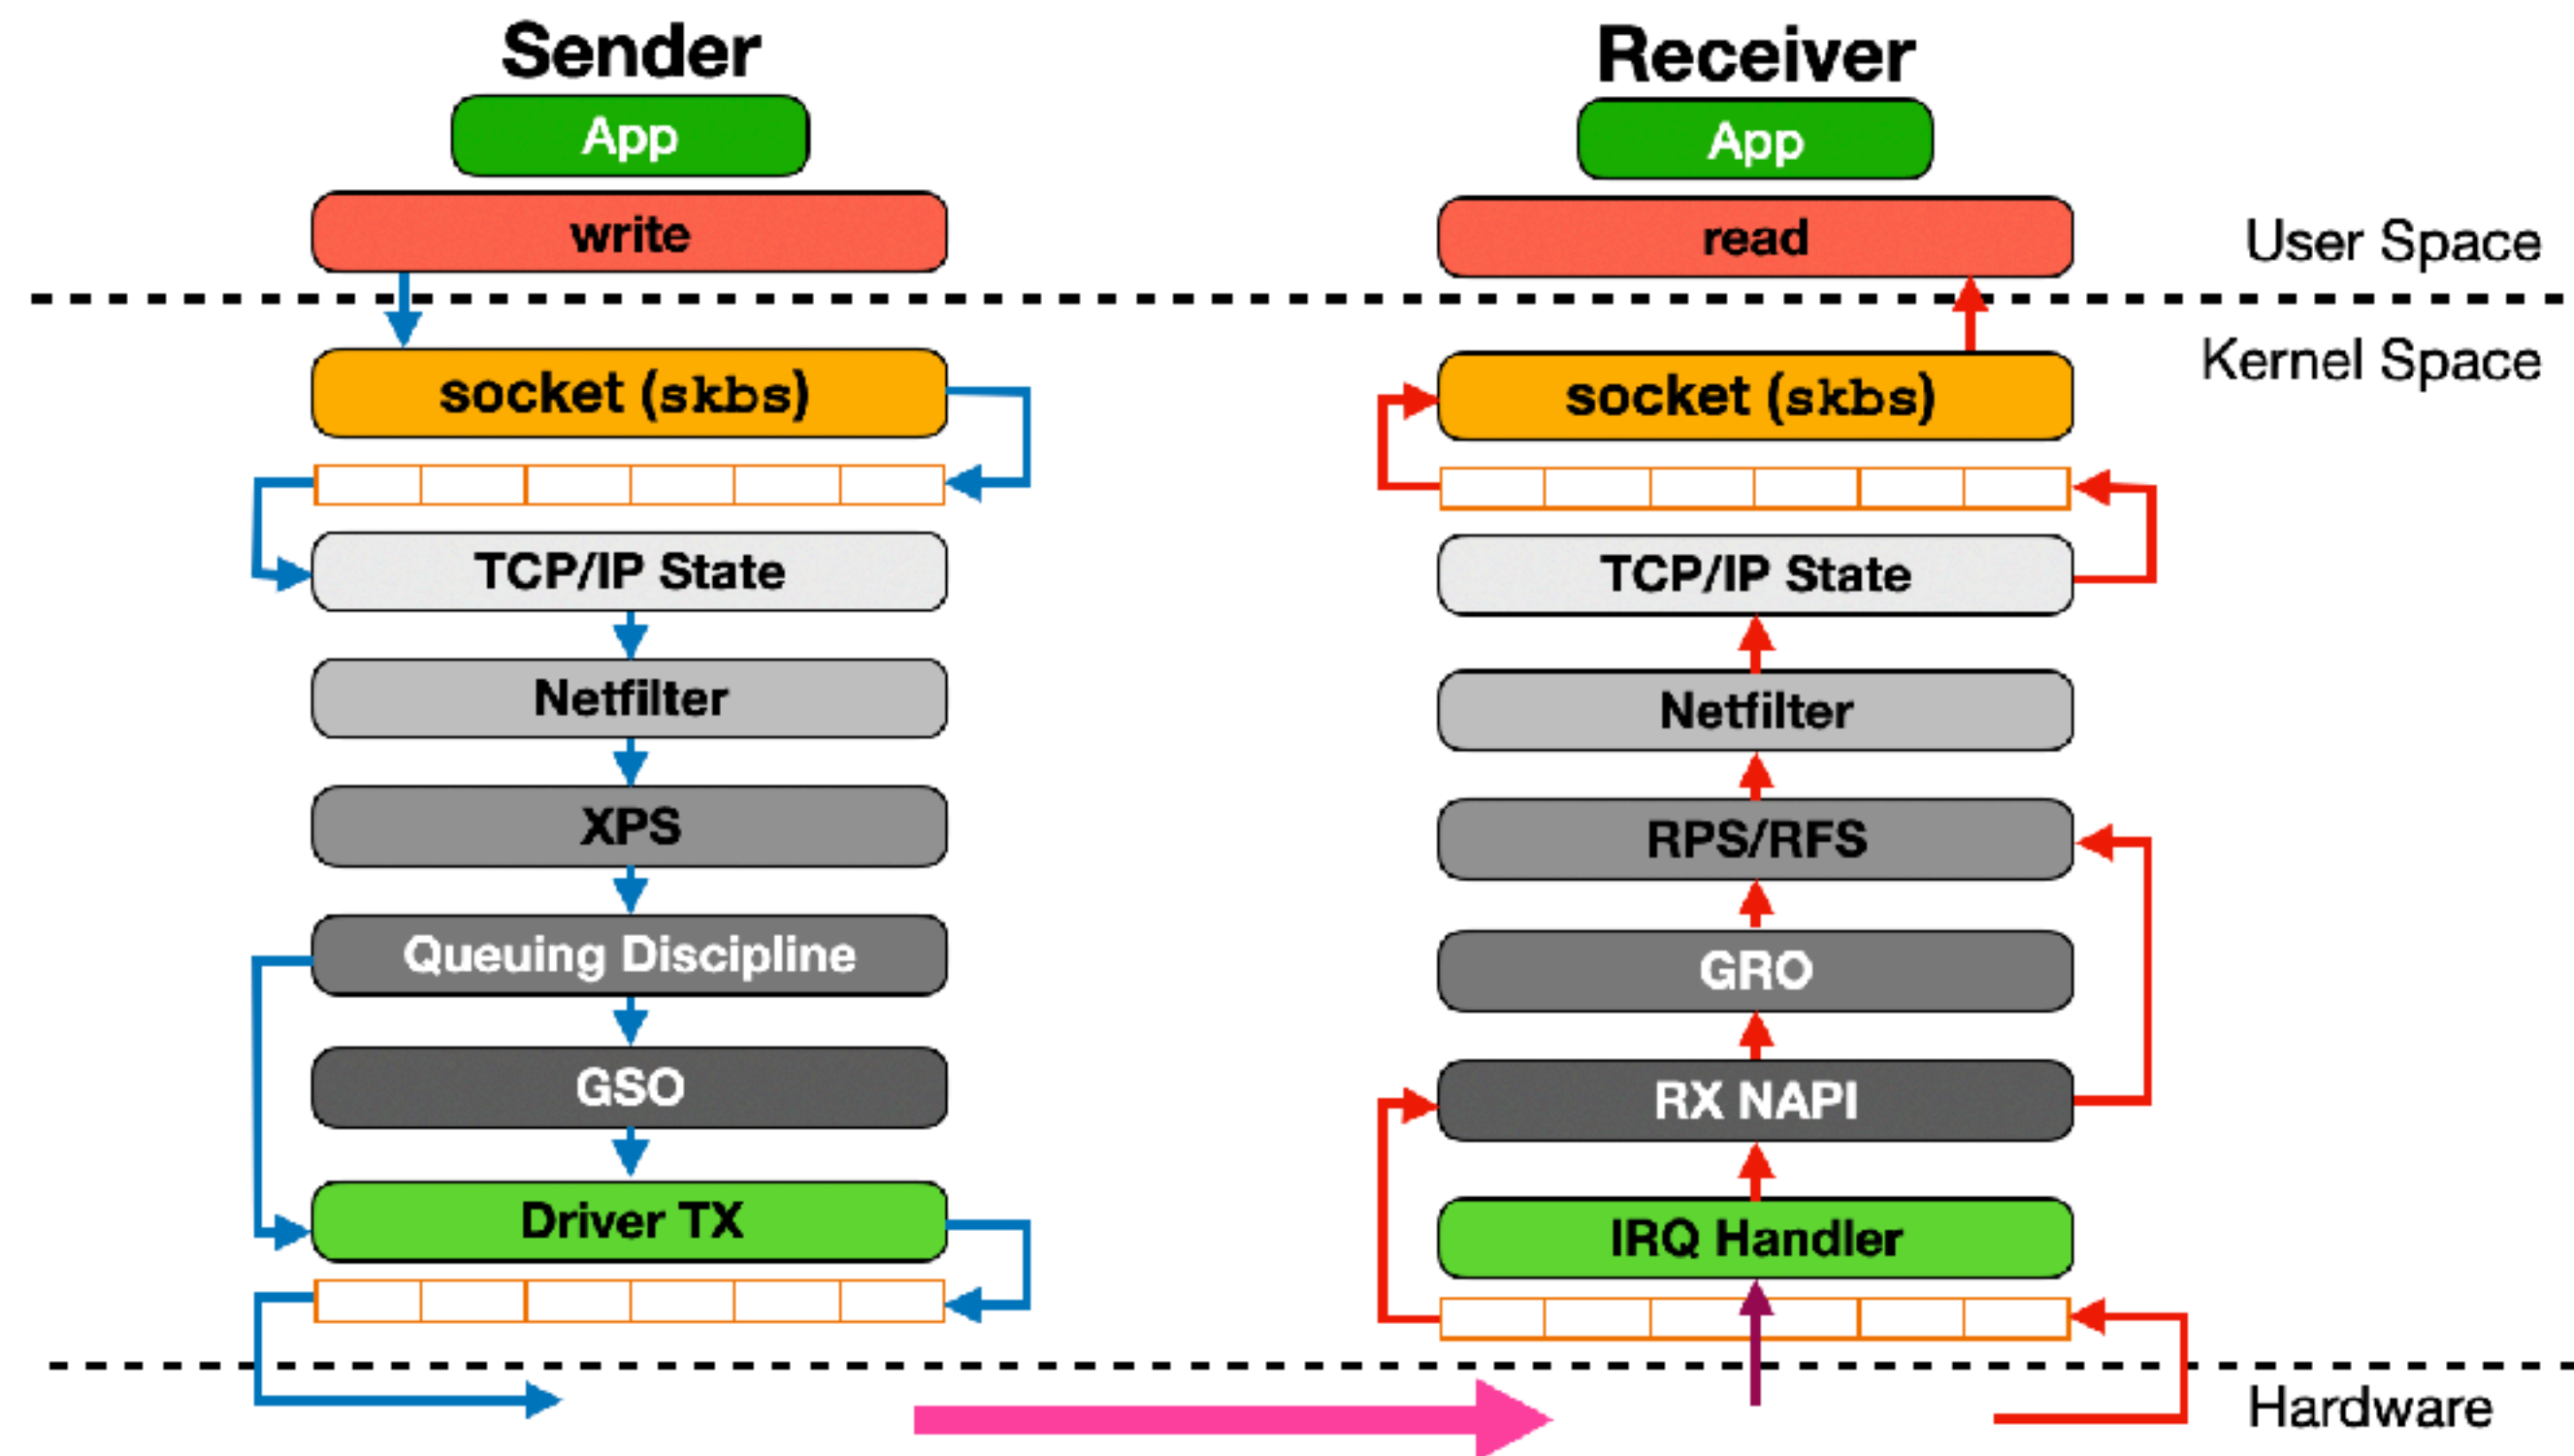 Sender
App
write
socket (skbs)
TCP/IP State
Netfilter
XPS
Queuing Discipline
GSO
Driver TX
Receiver
App
read
socket (skbs)
TCP/IP State
Netfilter
RPS/RFS
GRO
RX NAPI
IRQ Handler
User Space
Kernel Space
Hardware